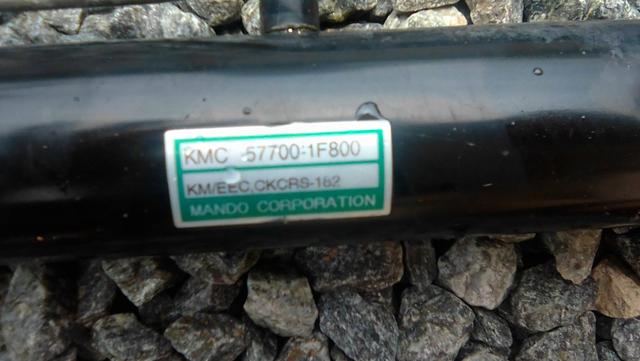 KMC 57700-1F800
KM/EEC,CKCRS-162
MANDO CORPORATION